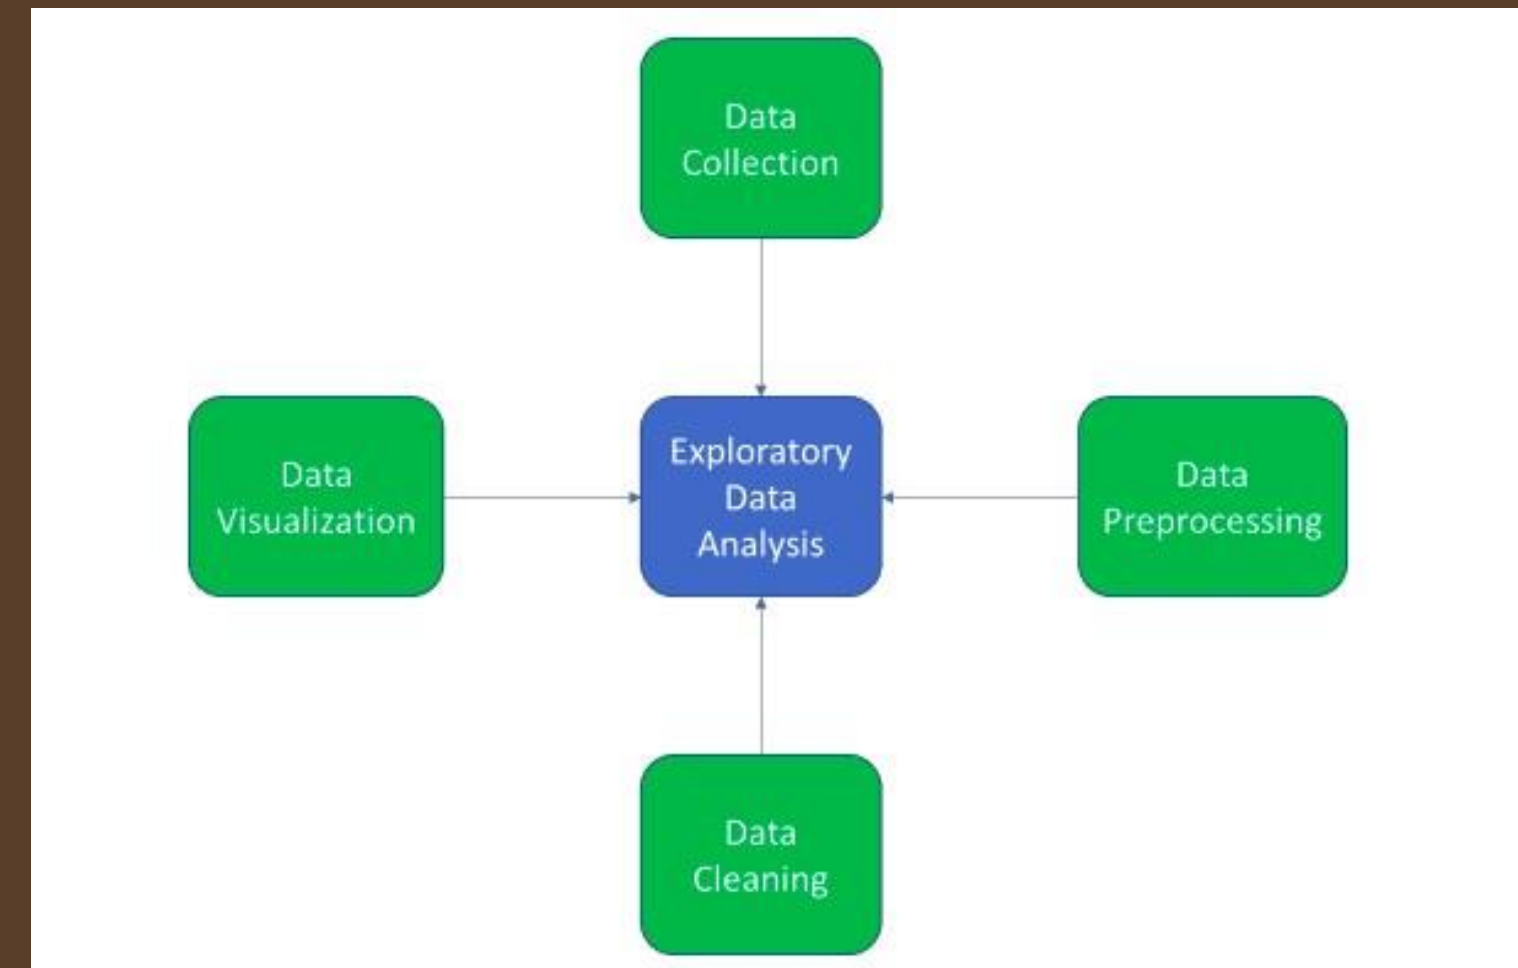 Data
Collection
Data
Visualization
Exploratory
Data
Analysis
Data
Preprocessing
Data
Cleaning